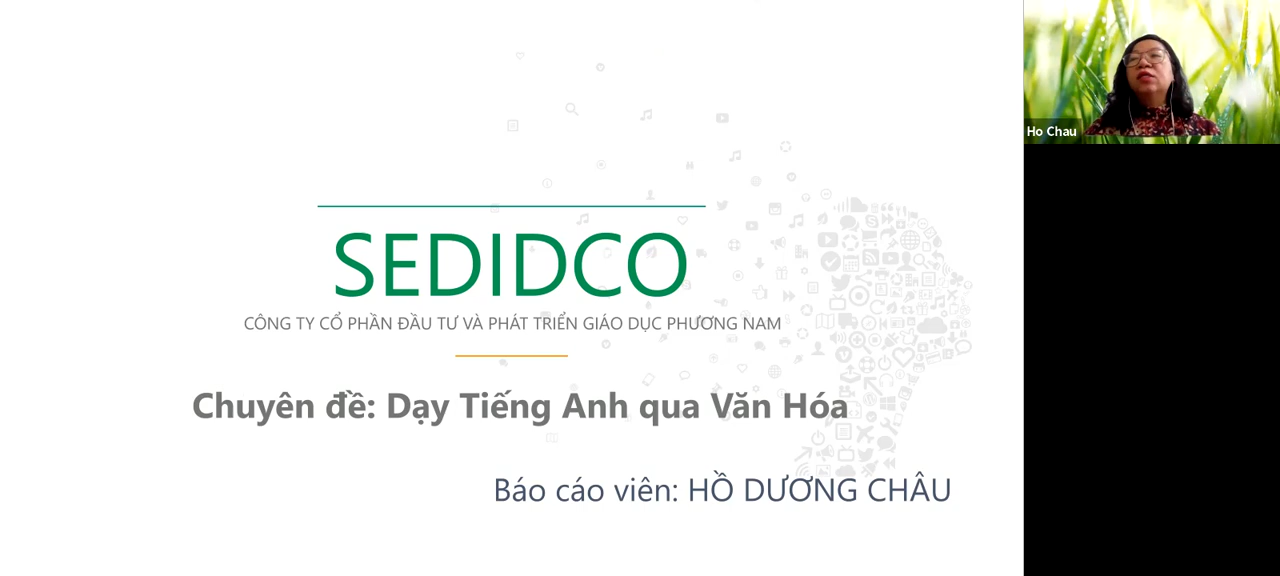 SEDIDCO
CÔNG TY CỔ PHẦN ĐẦU TƯ VÀ PHÁT TRIỂN GIÁO DỤC PHƯƠNG NAM
Chuyên đề: Dạy Tiếng Anh qua Văn Hóa
Báo cáo viên: HỒ DƯƠNG CHÂU
Ho Chau